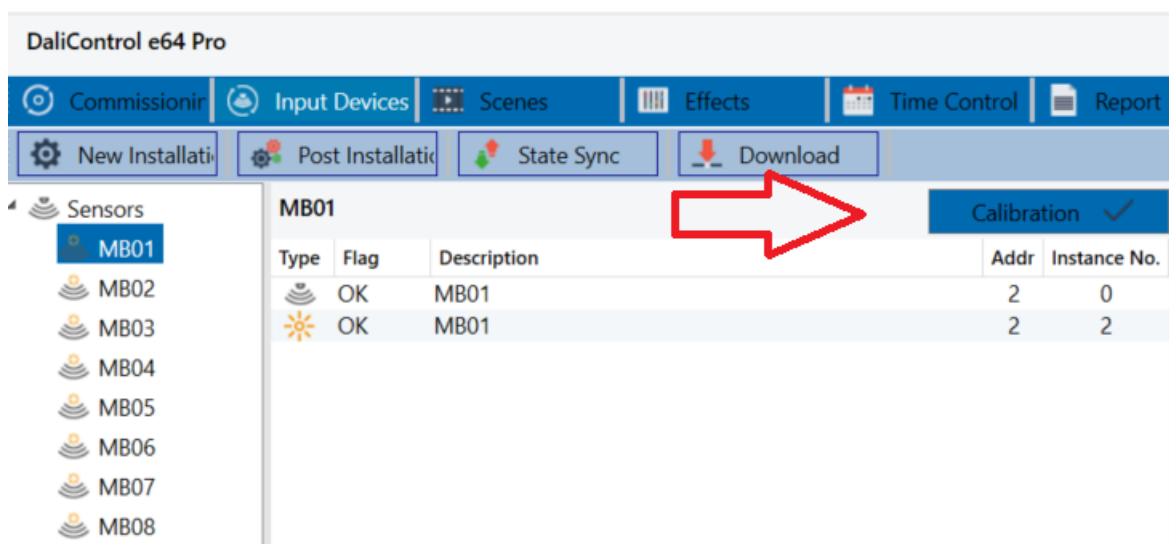 DaliControl e64 Pro
Commissionir Input Devices Scenes Effects Time Control Report
New Installati Post Installatic State Sync Download
Sensors
MB01
MB02
MB03
MB04
MB05
MB06
MB07
MB08
MB01 Calibration
Type Flag Description Addr Instance No.
OK MB01 2 0
OK MB01 2 2